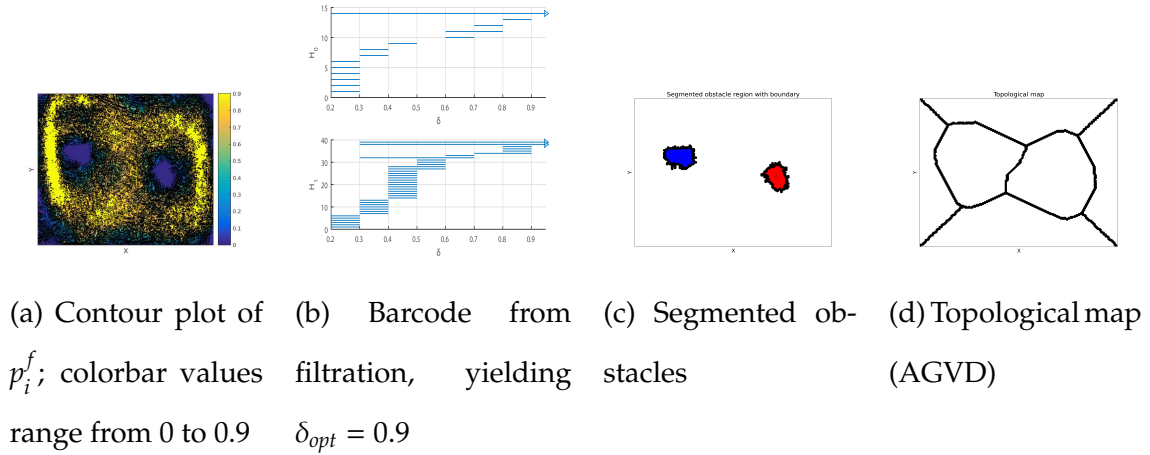 15
10
5
0
H₀
0.2 0.3 0.4 0.5 0.6 0.7 0.8 0.9
δ
40
30
20
10
0
H₁
0.2 0.3 0.4 0.5 0.6 0.7 0.8 0.9
δ
Y
X
0.9
0.8
0.7
0.6
0.5
0.4
0.3
0.2
0.1
0
Segmented obstacle region with boundary
Y
X
Topological map
Y
X
(a) Contour plot of
pᵢᶠ; colorbar values
range from 0 to 0.9
(b) Barcode from
filtration, yielding
δₒₚₜ = 0.9
(c) Segmented ob-
stacles
(d) Topological map
(AGVD)